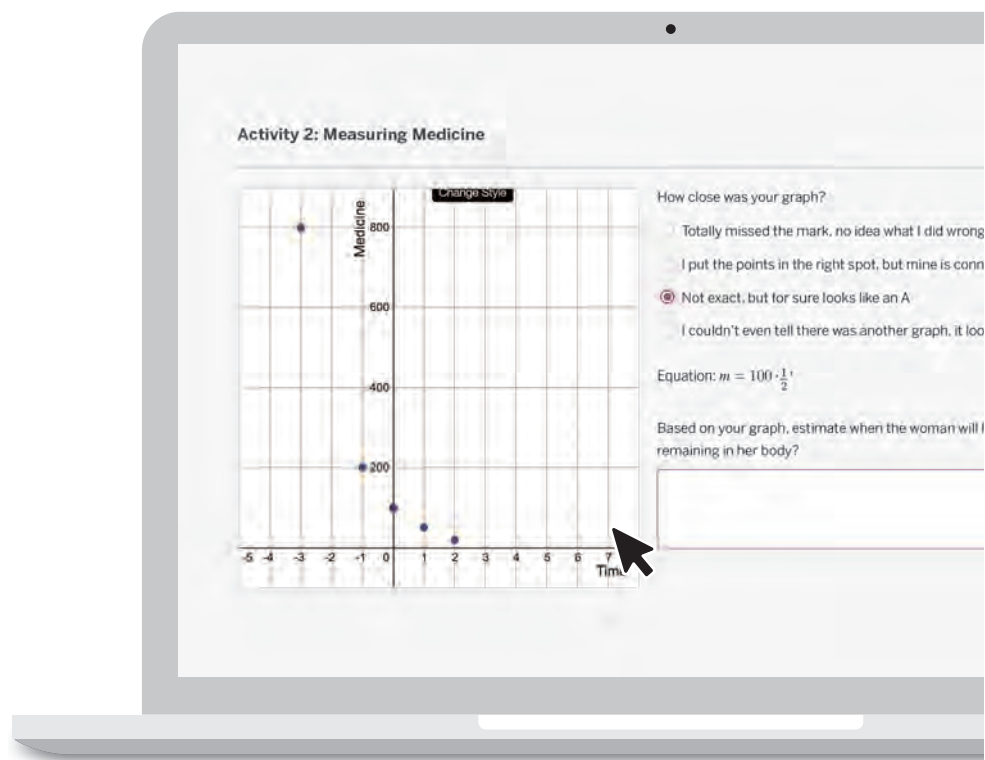 Activity 2: Measuring Medicine
Change Style
Medicine
800
600
400
200
-5 -4 -3 -2 -1 0 1 2 3 4 5 6 7
Time
How close was your graph?
Totally missed the mark, no idea what I did wrong
I put the points in the right spot, but mine is conn
Not exact, but for sure looks like an A
I couldn't even tell there was another graph, it loo
Equation: m = 100 · 1/2 ᵗ
Based on your graph, estimate when the woman will
remaining in her body?